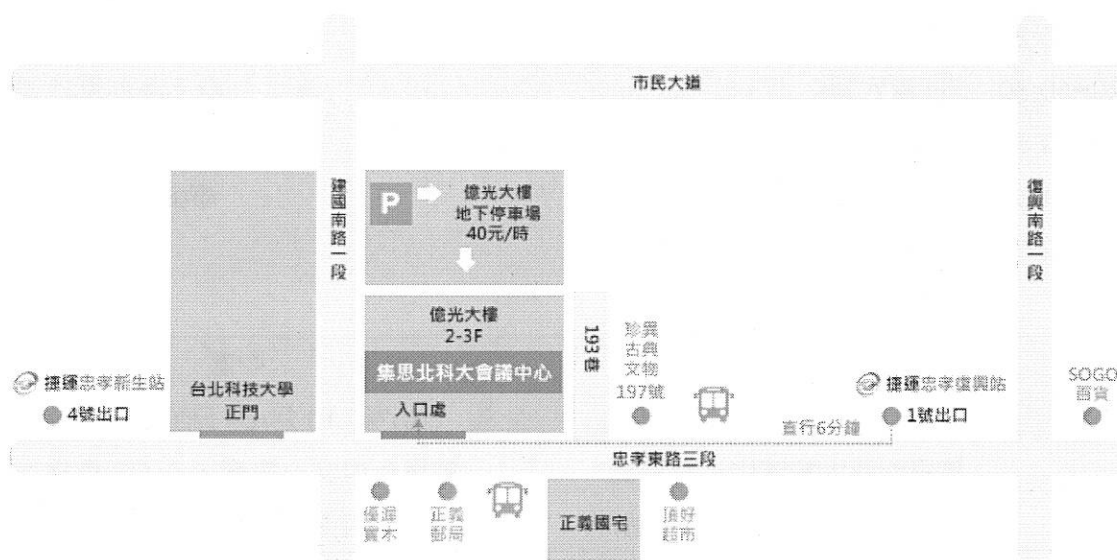 市民大道
建國南路一段
復興南路一段
P
億光大樓
地下停車場
40元/時
億光大樓
2-3F
集思北科大會議中心
入口處
193 巷
珍異
古典
文物
197號
捷運忠孝新生站
4號出口
台北科技大學
正門
捷運忠孝復興站
1號出口
SOGO
百貨
直行6分鐘
忠孝東路三段
優渥
實木
正義
郵局
正義國宅
頂好
超市